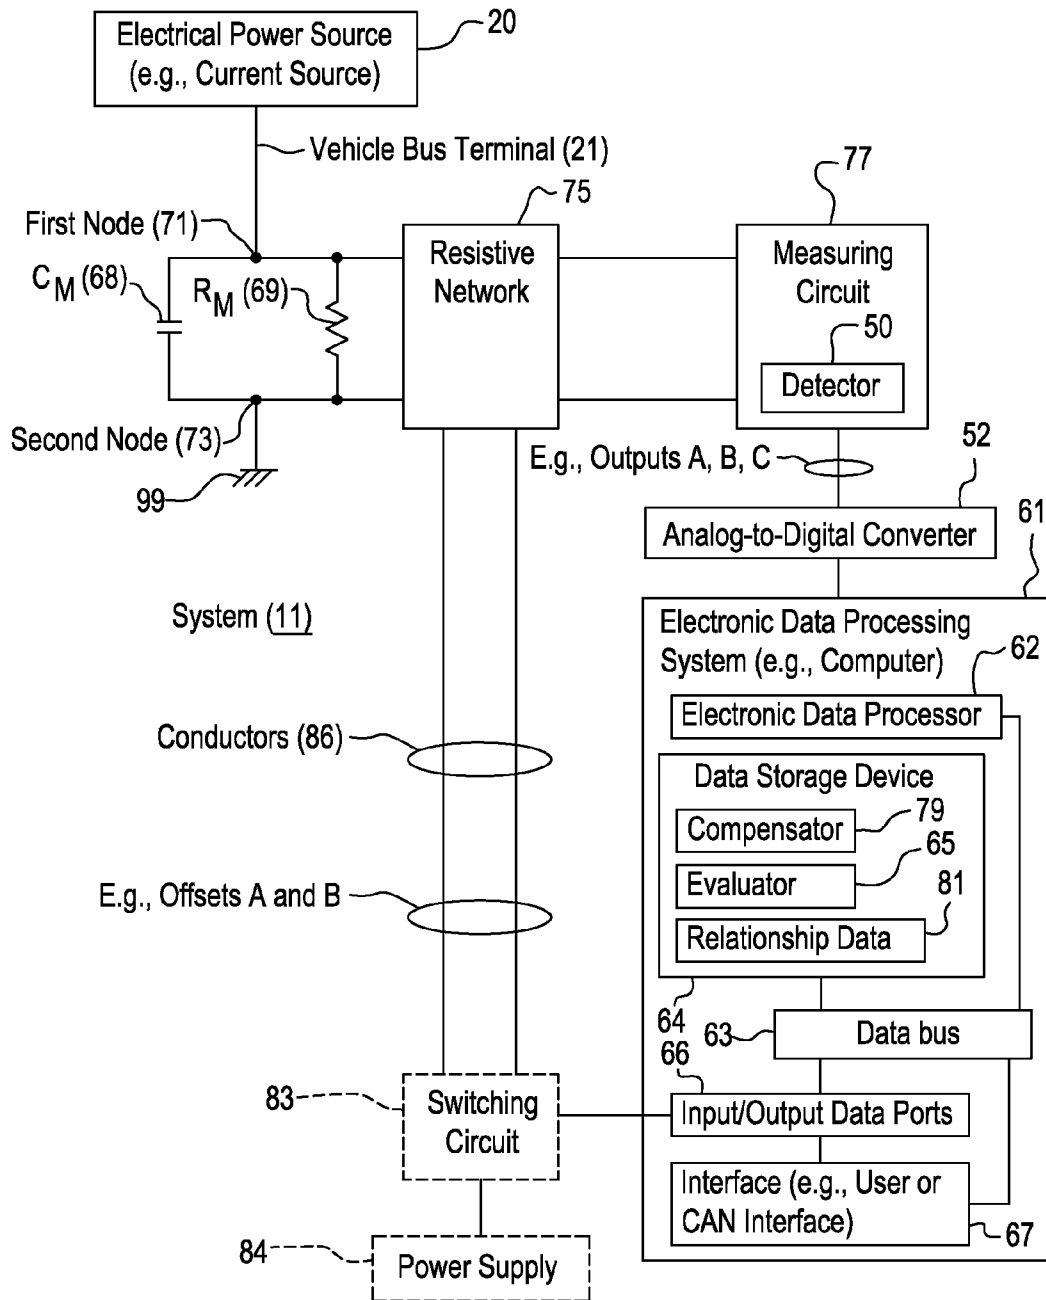 Electrical Power Source
(e.g., Current Source)
20
Vehicle Bus Terminal (21)
75
77
First Node (71)
C M (68)
R M (69)
Resistive
Network
Measuring
Circuit
50
Detector
Second Node (73)
99
E.g., Outputs A, B, C
52
Analog-to-Digital Converter
61
System (11)
Electronic Data Processing
System (e.g., Computer)
62
Electronic Data Processor
Conductors (86)
Data Storage Device
Compensator
79
Evaluator
65
Relationship Data
81
E.g., Offsets A and B
64
63
Data bus
66
Input/Output Data Ports
83
Switching
Circuit
Interface (e.g., User or
CAN Interface)
67
84
Power Supply